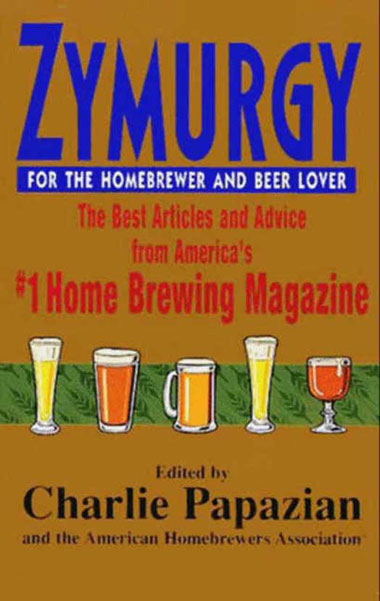 ZYMURGY
FOR THE HOMEBREWER AND BEER LOVER
The Best Articles and Advice
from America's
#1 Home Brewing Magazine
Edited by
Charlie Papazian
and the American Homebrewers Association